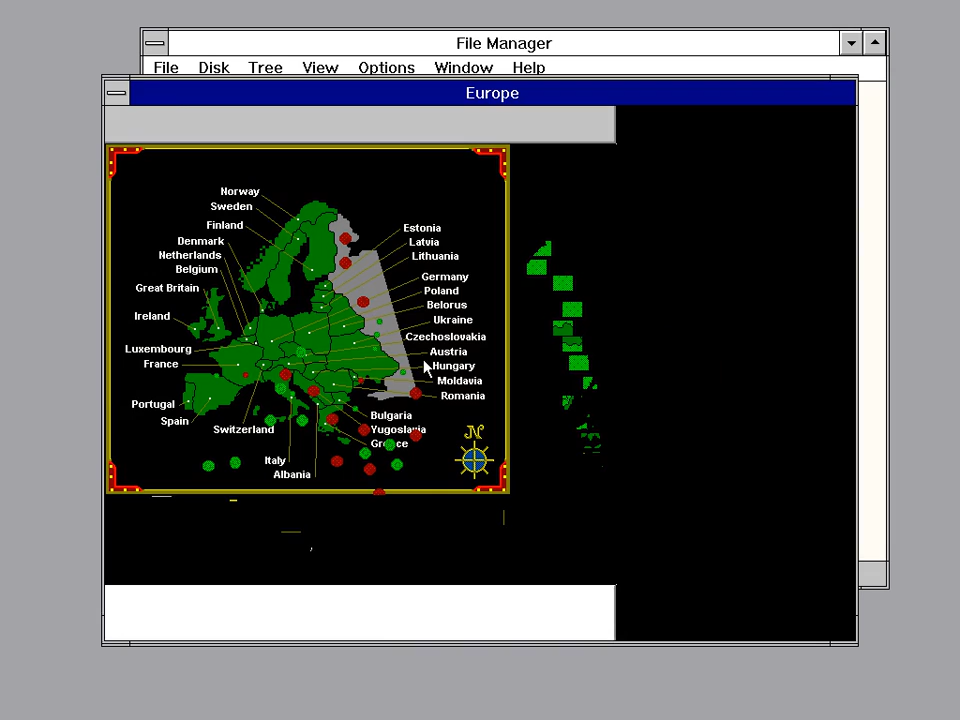 File Manager
File Disk Tree View Options Window Help
Europe
Norway
Sweden
Finland
Denmark
Netherlands
Belgium
Great Britain
Ireland
Luxembourg
France
Portugal
Spain
Switzerland
Italy
Albania
Estonia
Latvia
Lithuania
Germany
Poland
Belorus
Ukraine
Czechoslovakia
Austria
Hungary
Moldavia
Romania
Bulgaria
Yugoslavia
Greece
N